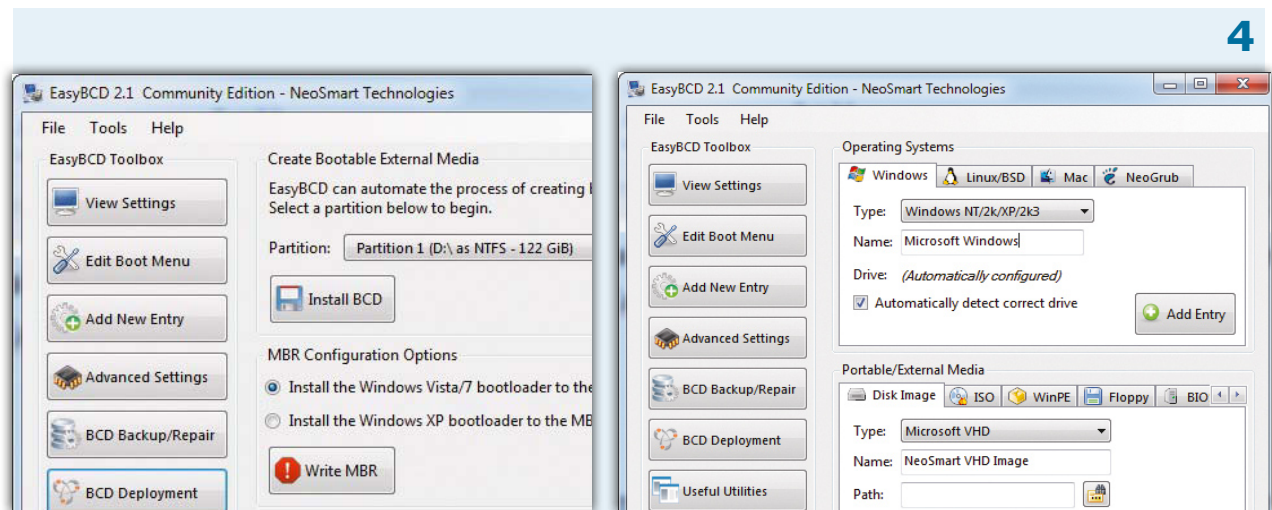 4
EasyBCD 2.1 Community Edition - NeoSmart Technologies
File Tools Help
EasyBCD Toolbox
View Settings
Edit Boot Menu
Add New Entry
Advanced Settings
BCD Backup/Repair
BCD Deployment
Create Bootable External Media
EasyBCD can automate the process of creating
Select a partition below to begin.
Partition: Partition 1 (D:\ as NTFS - 122 GiB)
Install BCD
MBR Configuration Options
Install the Windows Vista/7 bootloader to the
Install the Windows XP bootloader to the MB
Write MBR
EasyBCD 2.1 Community Edition - NeoSmart Technologies
File Tools Help
EasyBCD Toolbox
View Settings
Edit Boot Menu
Add New Entry
Advanced Settings
BCD Backup/Repair
BCD Deployment
Useful Utilities
Operating Systems
Windows Linux/BSD Mac NeoGrub
Type: Windows NT/2k/XP/2k3
Name: Microsoft Windows
Drive: (Automatically configured)
Automatically detect correct drive
Add Entry
Portable/External Media
Disk Image ISO WinPE Floppy BIO
Type: Microsoft VHD
Name: NeoSmart VHD Image
Path: